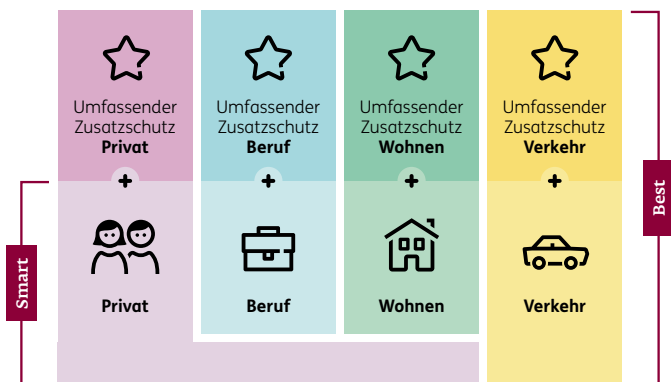 Umfassender
Zusatzschutz
Privat
Umfassender
Zusatzschutz
Beruf
Umfassender
Zusatzschutz
Wohnen
Umfassender
Zusatzschutz
Verkehr
+
+
+
+
Best
Smart
Privat
Beruf
Wohnen
Verkehr